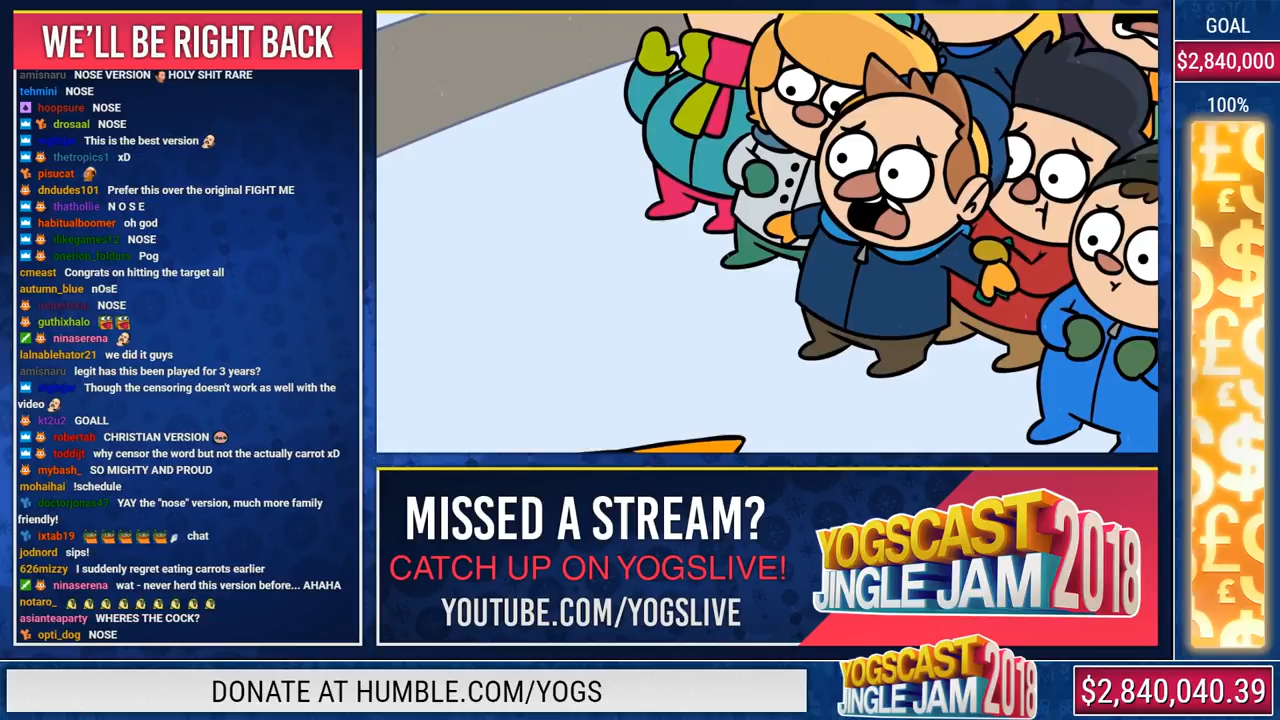 WE'LL BE RIGHT BACK
amisnaru NOSE VERSION HOLY SHIT RARE
tehmini NOSE
hoopsure NOSE
drosaal NOSE
This is the best version
thetropics1 xD
pisucat
dndudes101 Prefer this over the original FIGHT ME
thathollie N O S E
habitualboomer oh god
ilikegames12 NOSE
Pog
cmeast Congrats on hitting the target all
autumn_blue nOsE
NOSE
guthixhalo
ninaserena
lalnablehator21 we did it guys
amisnaru legit has this been played for 3 years?
Though the censoring doesn't work as well with the
video
kt2u2 GOALL
robertab CHRISTIAN VERSION
toddijt why censor the word but not the actually carrot xD
mybash_ SO MIGHTY AND PROUD
mohaihai !schedule
doctorjonas47 YAY the "nose" version, much more family
friendly!
ixtab19 chat
jodnord sips!
626mizzy I suddenly regret eating carrots earlier
ninaserena wat - never herd this version before... AHAHA
notaro_
asianteaparty WHERES THE COCK?
opti_dog NOSE
MISSED A STREAM?
CATCH UP ON YOGSLIVE!
YOUTUBE.COM/YOGSLIVE
YOGSCAST
JINGLE JAM 2018
GOAL
$2,840,000
100%
DONATE AT HUMBLE.COM/YOGS
YOGSCAST
JINGLE JAM 2018
$2,840,040.39